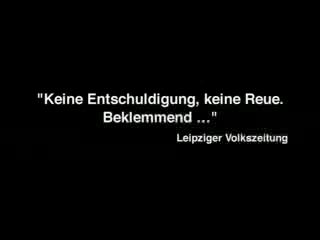 "Keine Entschuldigung, keine Reue.
Beklemmend ..."
Leipziger Volkszeitung